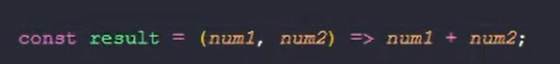 const result = (num1, num2) => num1 + num2;